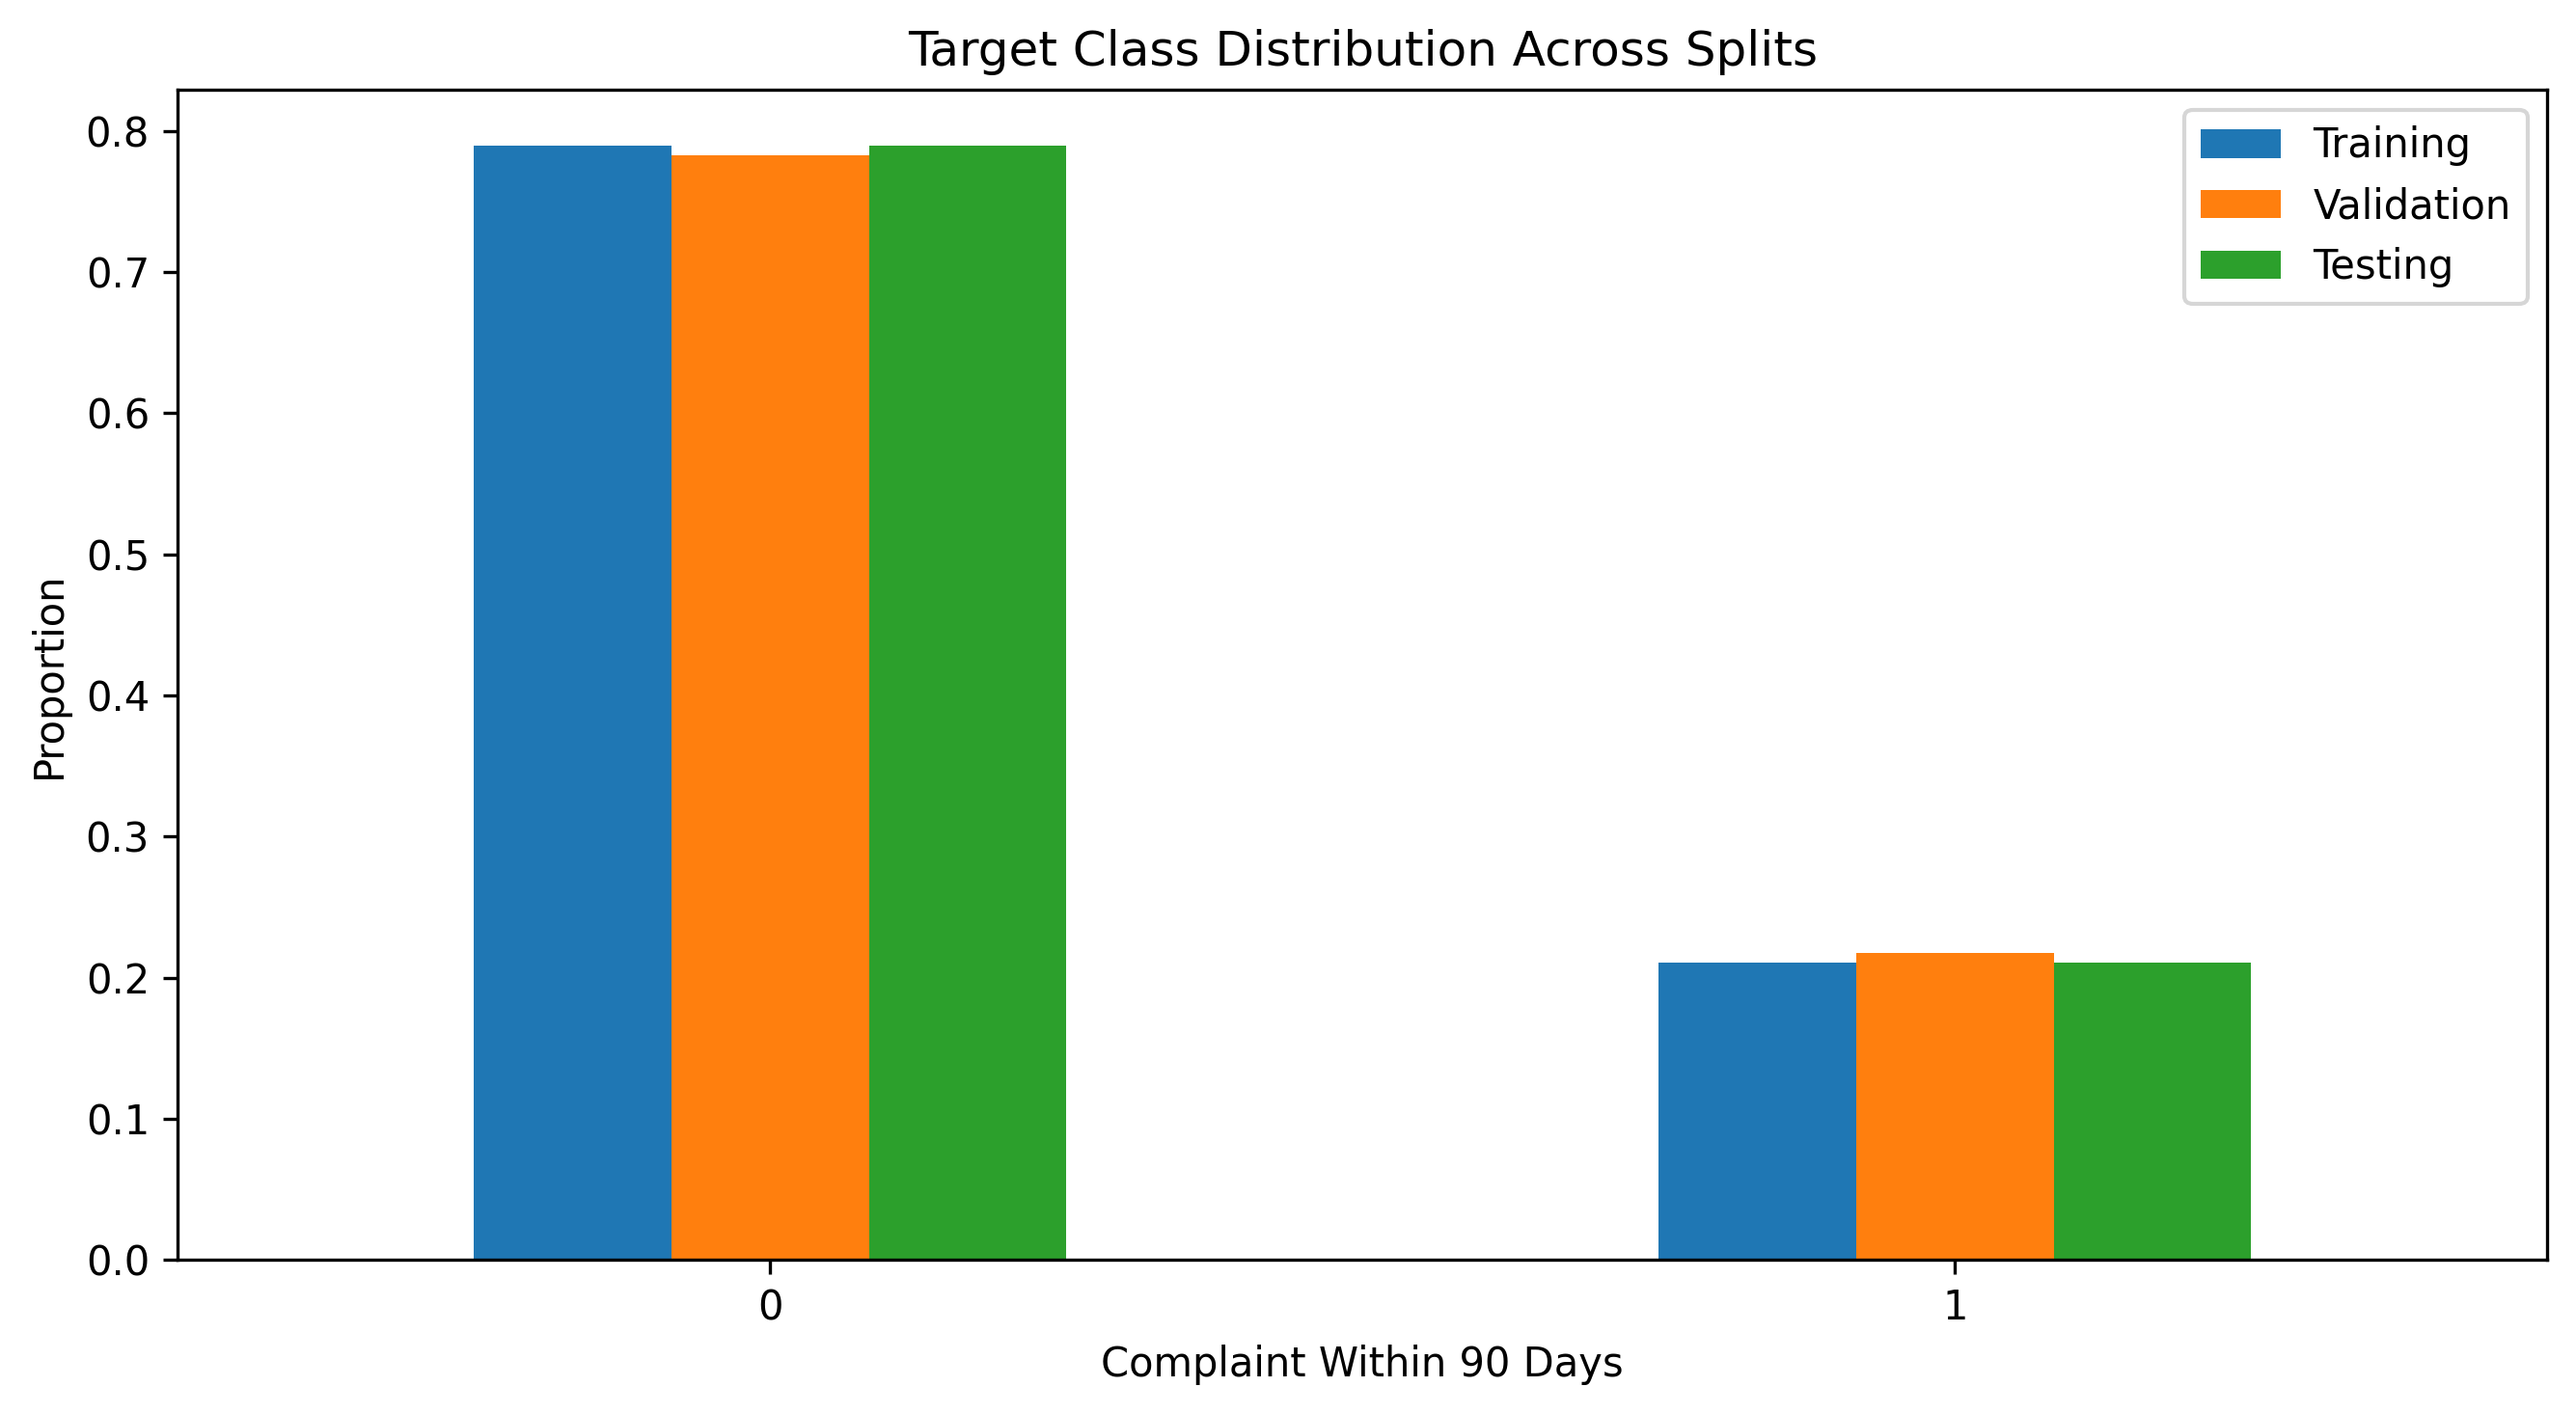 Target Class Distribution Across Splits
Training
Validation
Testing
Proportion
0.8
0.7
0.6
0.5
0.4
0.3
0.2
0.1
0.0
0
1
Complaint Within 90 Days